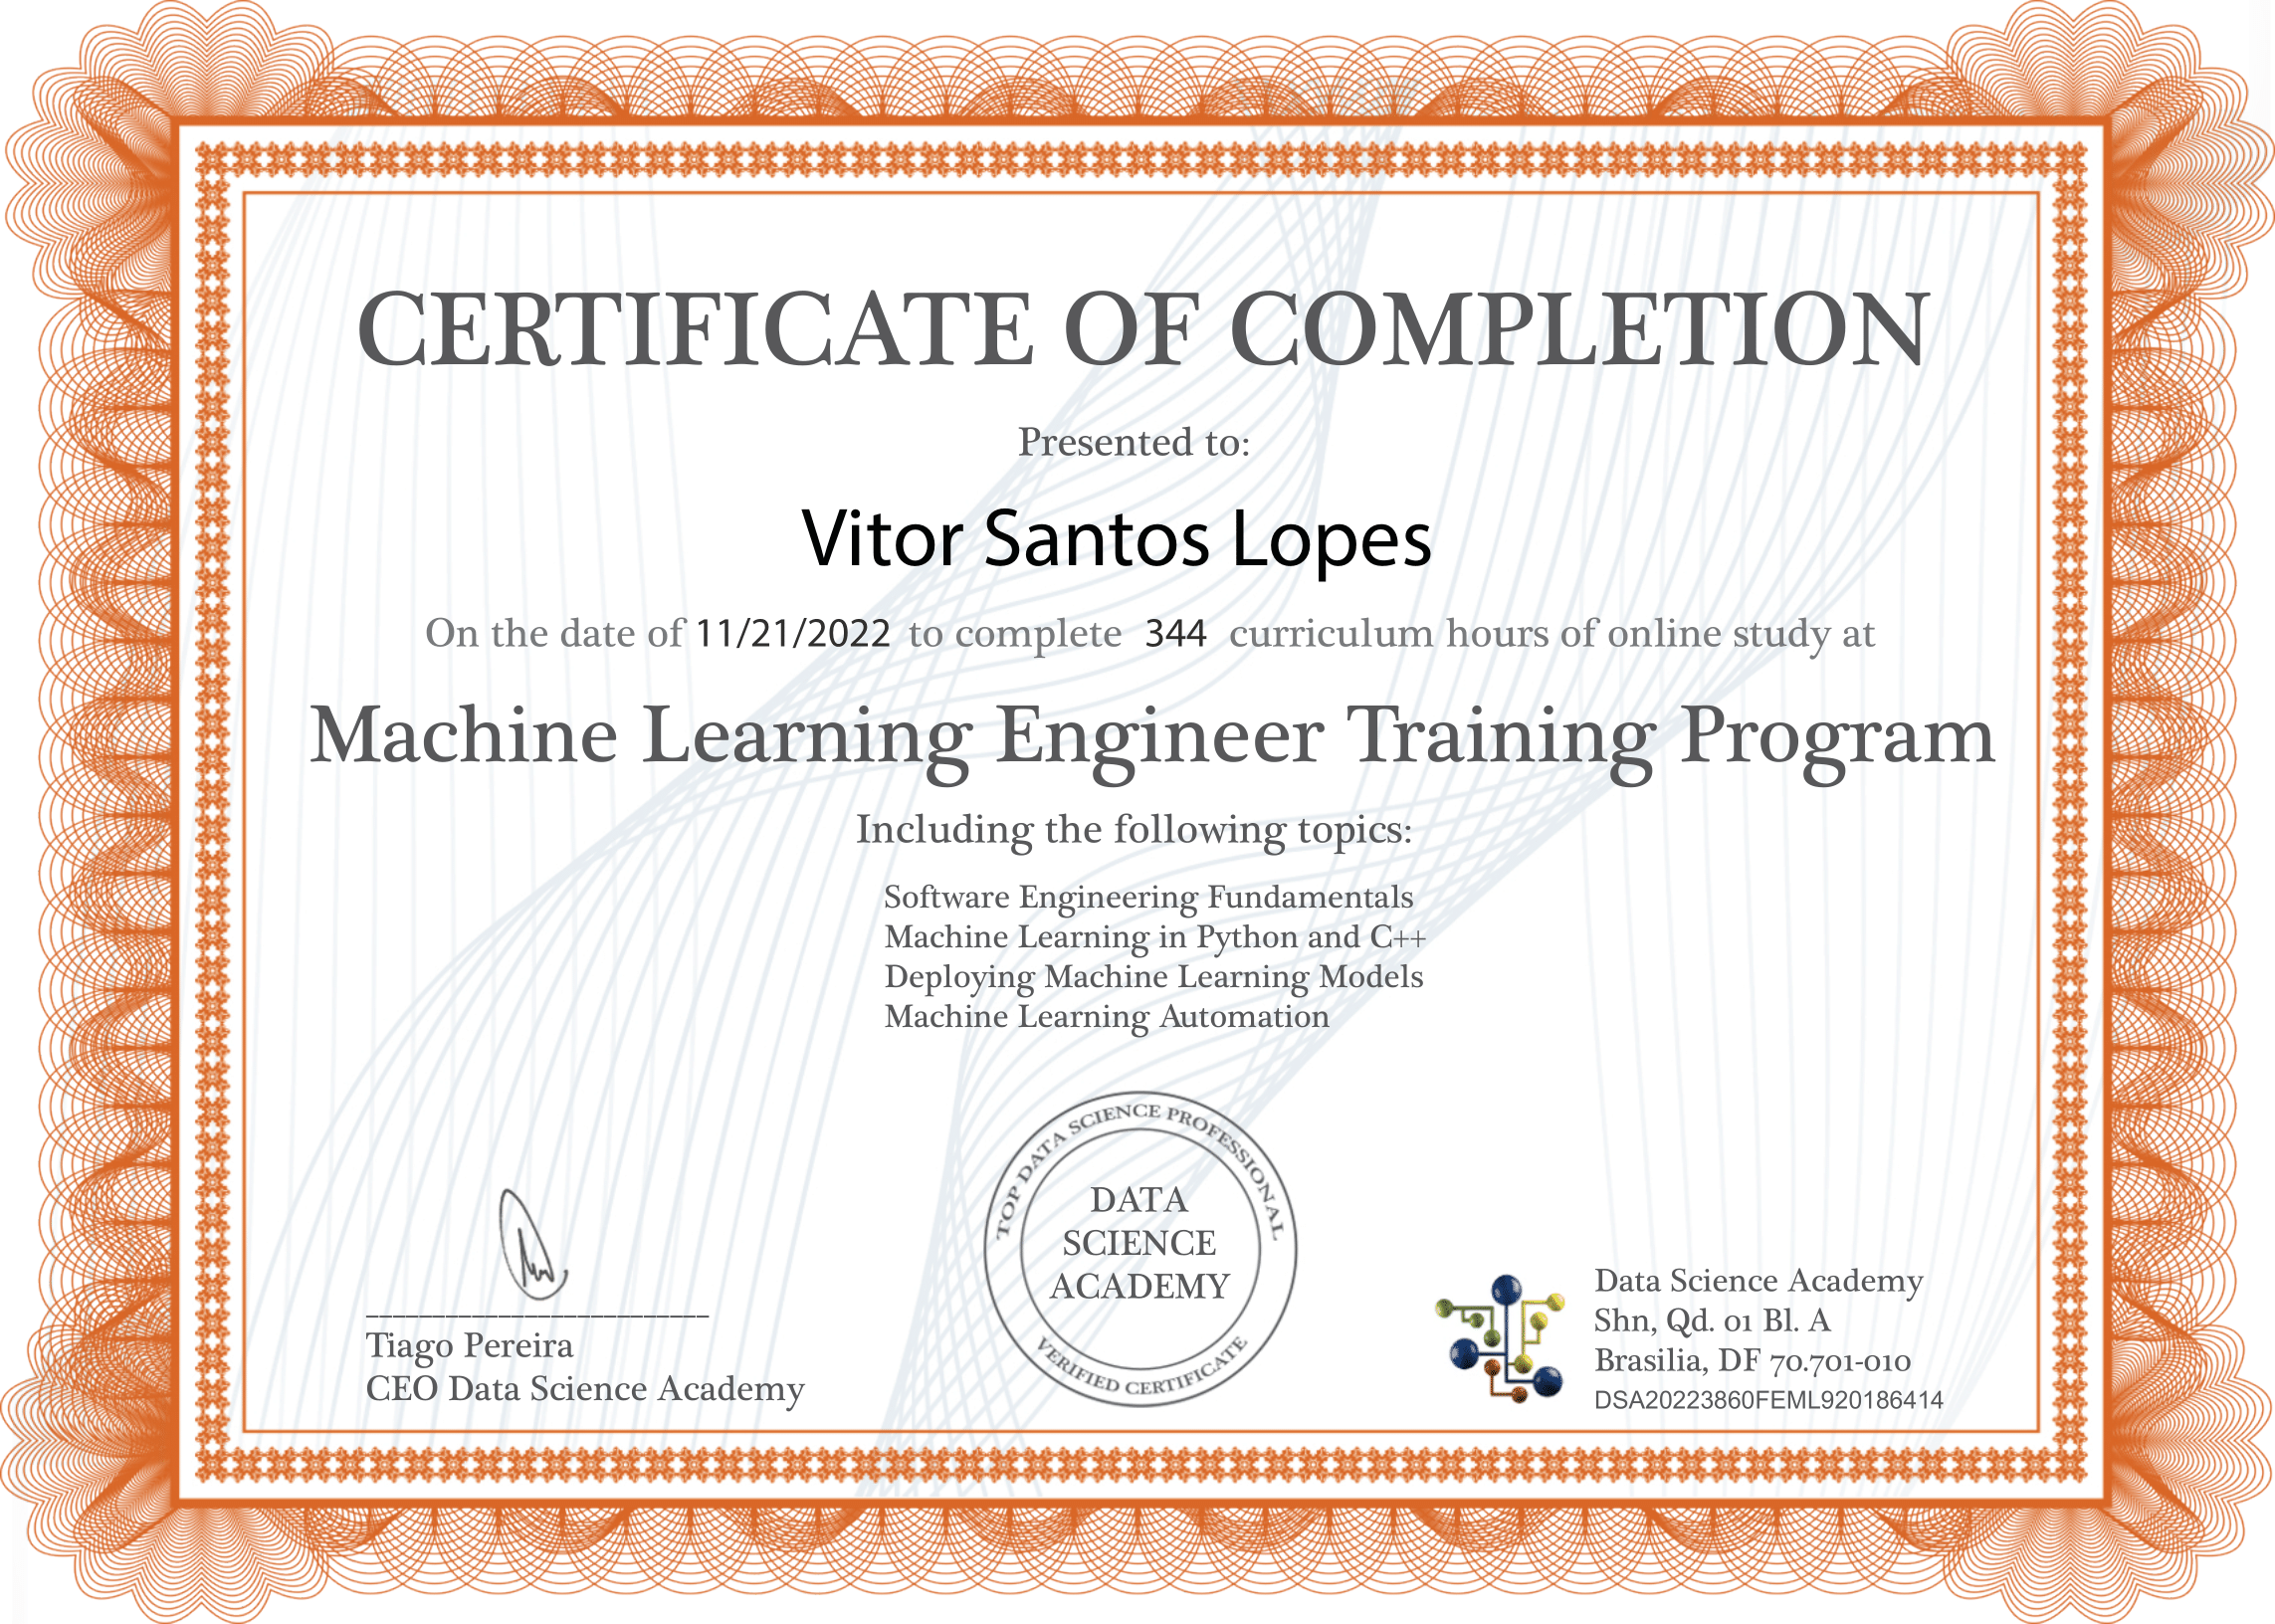 CERTIFICATE OF COMPLETION
Presented to:
Vitor Santos Lopes
On the date of 11/21/2022 to complete 344 curriculum hours of online study at
Machine Learning Engineer Training Program
Including the following topics:
Software Engineering Fundamentals
Machine Learning in Python and C++
Deploying Machine Learning Models
Machine Learning Automation
TOP DATA SCIENCE PROFESSIONAL
DATA
SCIENCE
ACADEMY
VERIFIED CERTIFICATE
Tiago Pereira
CEO Data Science Academy
Data Science Academy
Shn, Qd. 01 Bl. A
Brasilia, DF 70.701-010
DSA20223860FEML920186414